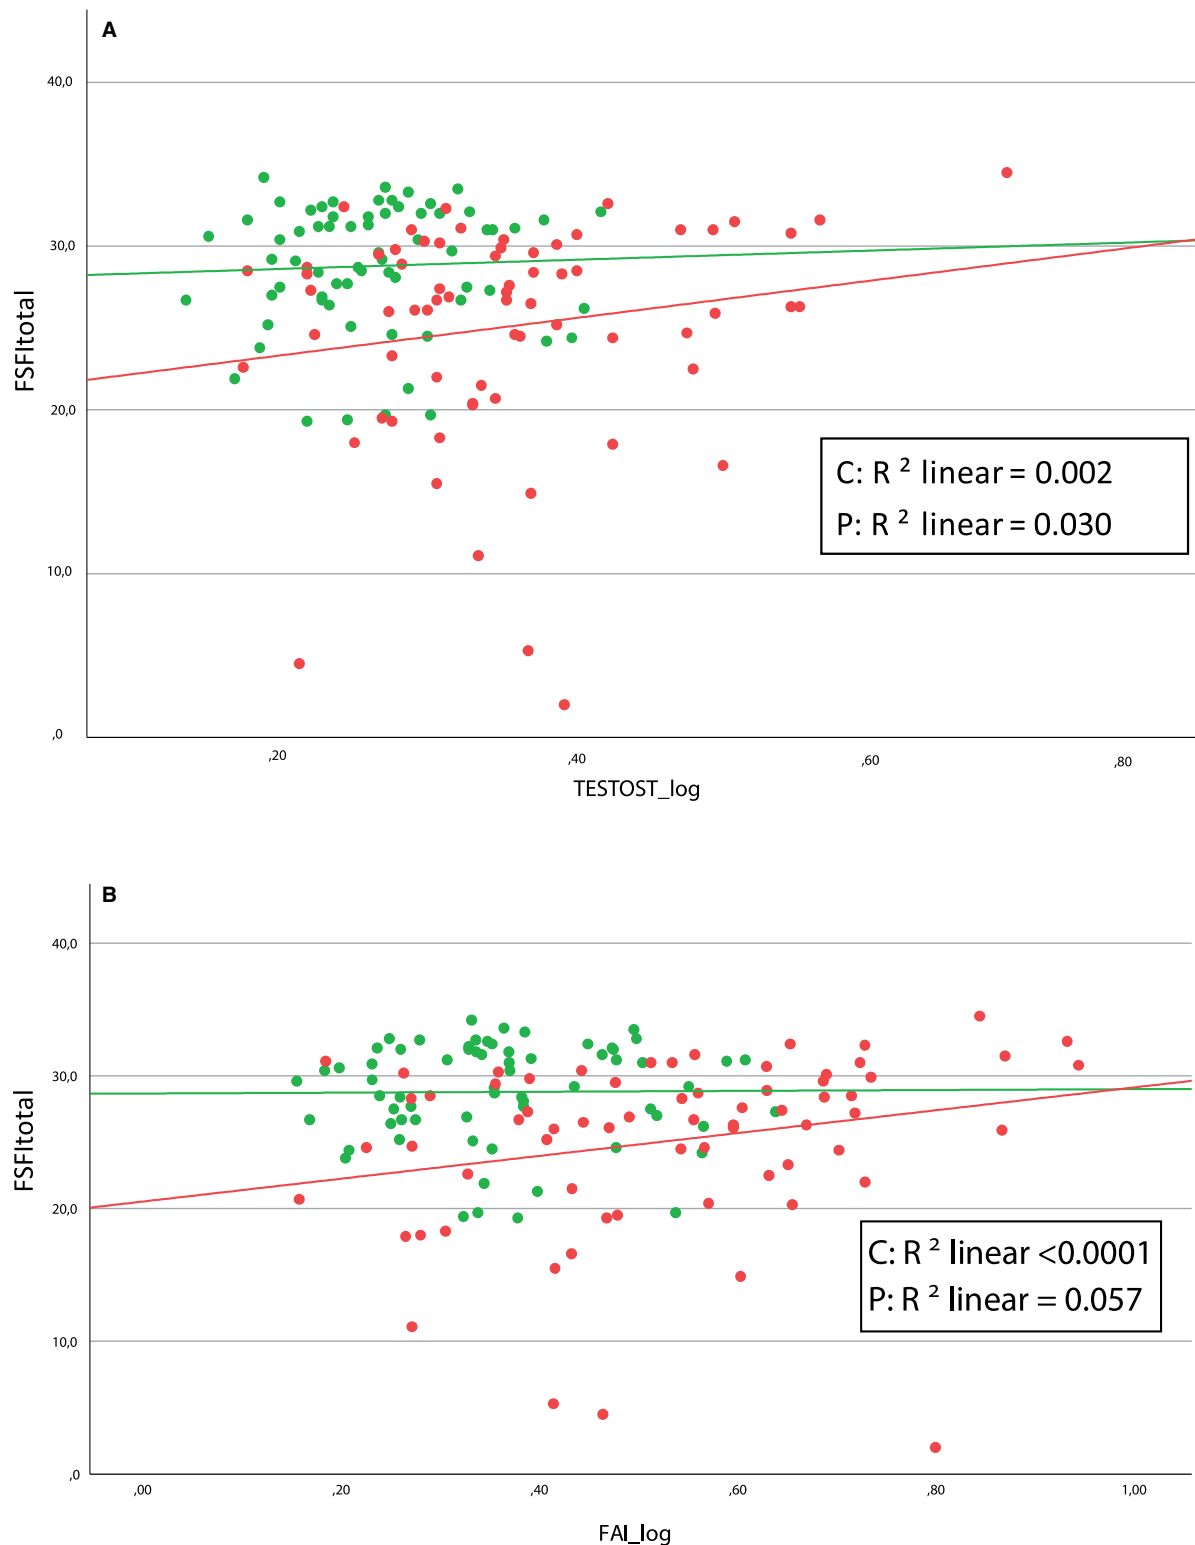 A
40,0
30,0
20,0
10,0
,0
FSFItotal
C: R ² linear = 0.002
P: R ² linear = 0.030
,20 ,40 ,60 ,80
TESTOST_log
B
40,0
30,0
20,0
10,0
,0
FSFItotal
C: R ² linear <0.0001
P: R ² linear = 0.057
,00 ,20 ,40 ,60 ,80 1,00
FAI_log